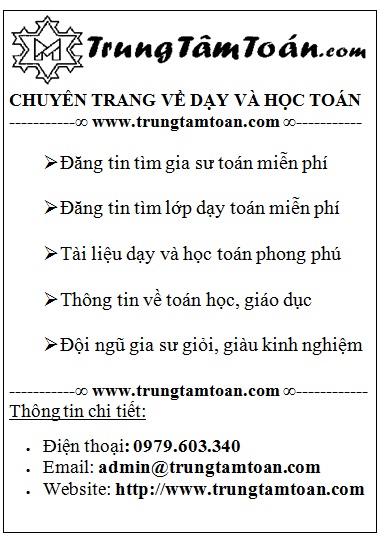 TrungTâmToán.com
CHUYÊN TRANG VỀ DẠY VÀ HỌC TOÁN
-----------∞ www.trungtamtoan.com ∞-----------
➢Đăng tin tìm gia sư toán miễn phí
➢Đăng tin tìm lớp dạy toán miễn phí
➢Tài liệu dạy và học toán phong phú
➢Thông tin về toán học, giáo dục
➢Đội ngũ gia sư giỏi, giàu kinh nghiệm
-----------∞ www.trungtamtoan.com ∞------------
Thông tin chi tiết:
• Điện thoại: 0979.603.340
• Email: admin@trungtamtoan.com
• Website: http://www.trungtamtoan.com